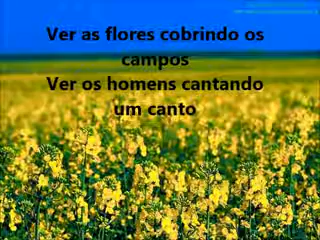 Ver as flores cobrindo os
campos
Ver os homens cantando
um canto